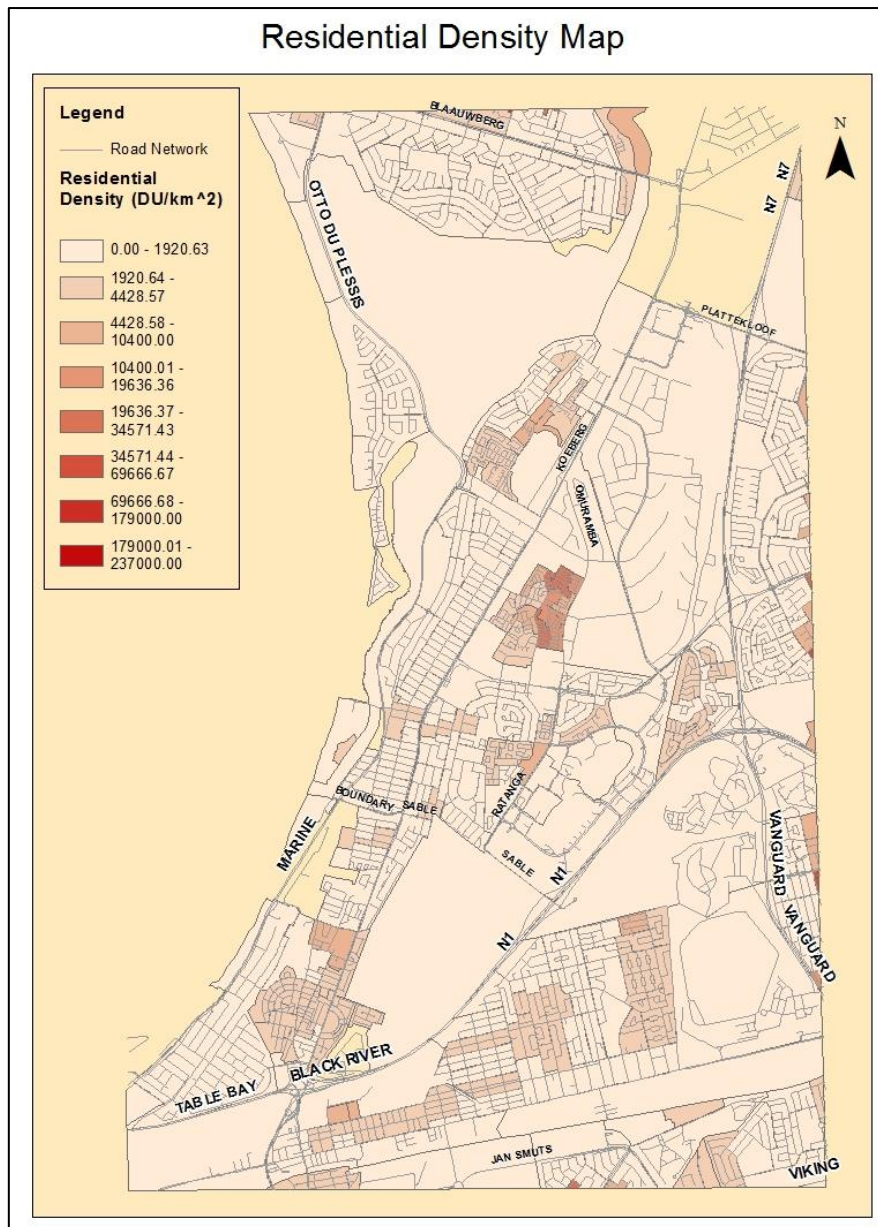 Residential Density Map
Legend
Road Network
Residential
Density (DU/km^2)
0.00 - 1920.63
1920.64 -
4428.57
4428.58 -
10400.00
10400.01 -
19636.36
19636.37 -
34571.43
34571.44 -
69666.67
69666.68 -
179000.00
179000.01 -
237000.00
N
BLAAUWBERG
N7
N7
OTTO DU PLESSIS
PLATTEKLOOF
KOEBERG
OMURAMBA
BOUNDARY SABLE
RATANGA
MARINE
SABLE
N1
N1
VANGUARD VANGUARD
BLACK RIVER
TABLE BAY
JAN SMUTS
VIKING